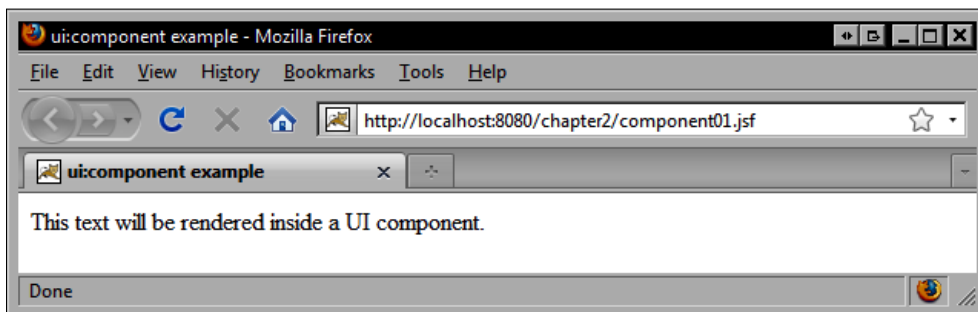 ui:component example - Mozilla Firefox
File Edit View History Bookmarks Tools Help
http://localhost:8080/chapter2/component01.jsf
ui:component example
This text will be rendered inside a UI component.
Done